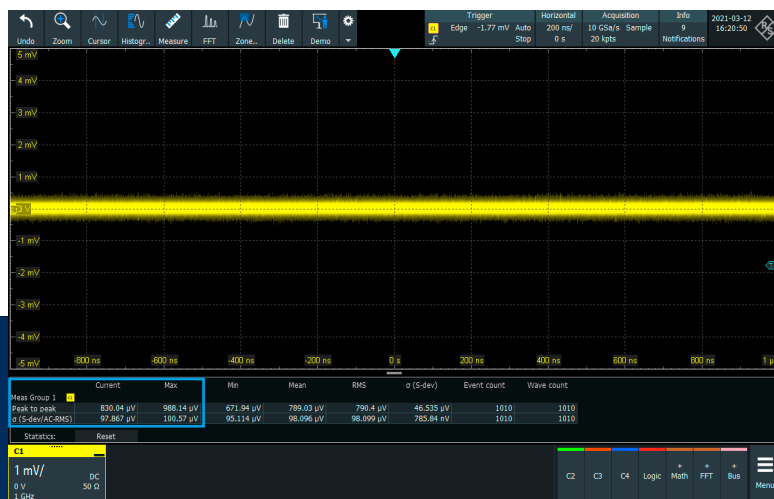 Trigger Horizontal Acquisition Info 2021-03-12
C1 Edge -1.77 mV Auto 200 ns/ 10 GSa/s Sample 9 16:20:50
Stop 0 s 20 kpts Notifications
Undo Zoom Cursor Histogr.. Measure FFT Zone.. Delete Demo
5 mV
4 mV
3 mV
2 mV
1 mV
-1 mV
-2 mV
-3 mV
-4 mV
-5 mV -800 ns -600 ns -400 ns -200 ns 0 s 200 ns 400 ns 600 ns 800 ns 1 µ
Current Max Min Mean RMS σ (S-dev) Event count Wave count
Meas Group 1 C1
Peak to peak 830.04 µV 988.14 µV 671.94 µV 789.03 µV 790.4 µV 46.535 µV 1010 1010
σ (S-dev/AC-RMS) 97.867 µV 100.57 µV 95.114 µV 98.096 µV 98.099 µV 785.84 nV 1010 1010
Statistics: Reset
C1
1 mV/ DC
0 V 50 Ω
1 GHz
C2 C3 C4 Logic + Math + FFT + Bus Menu